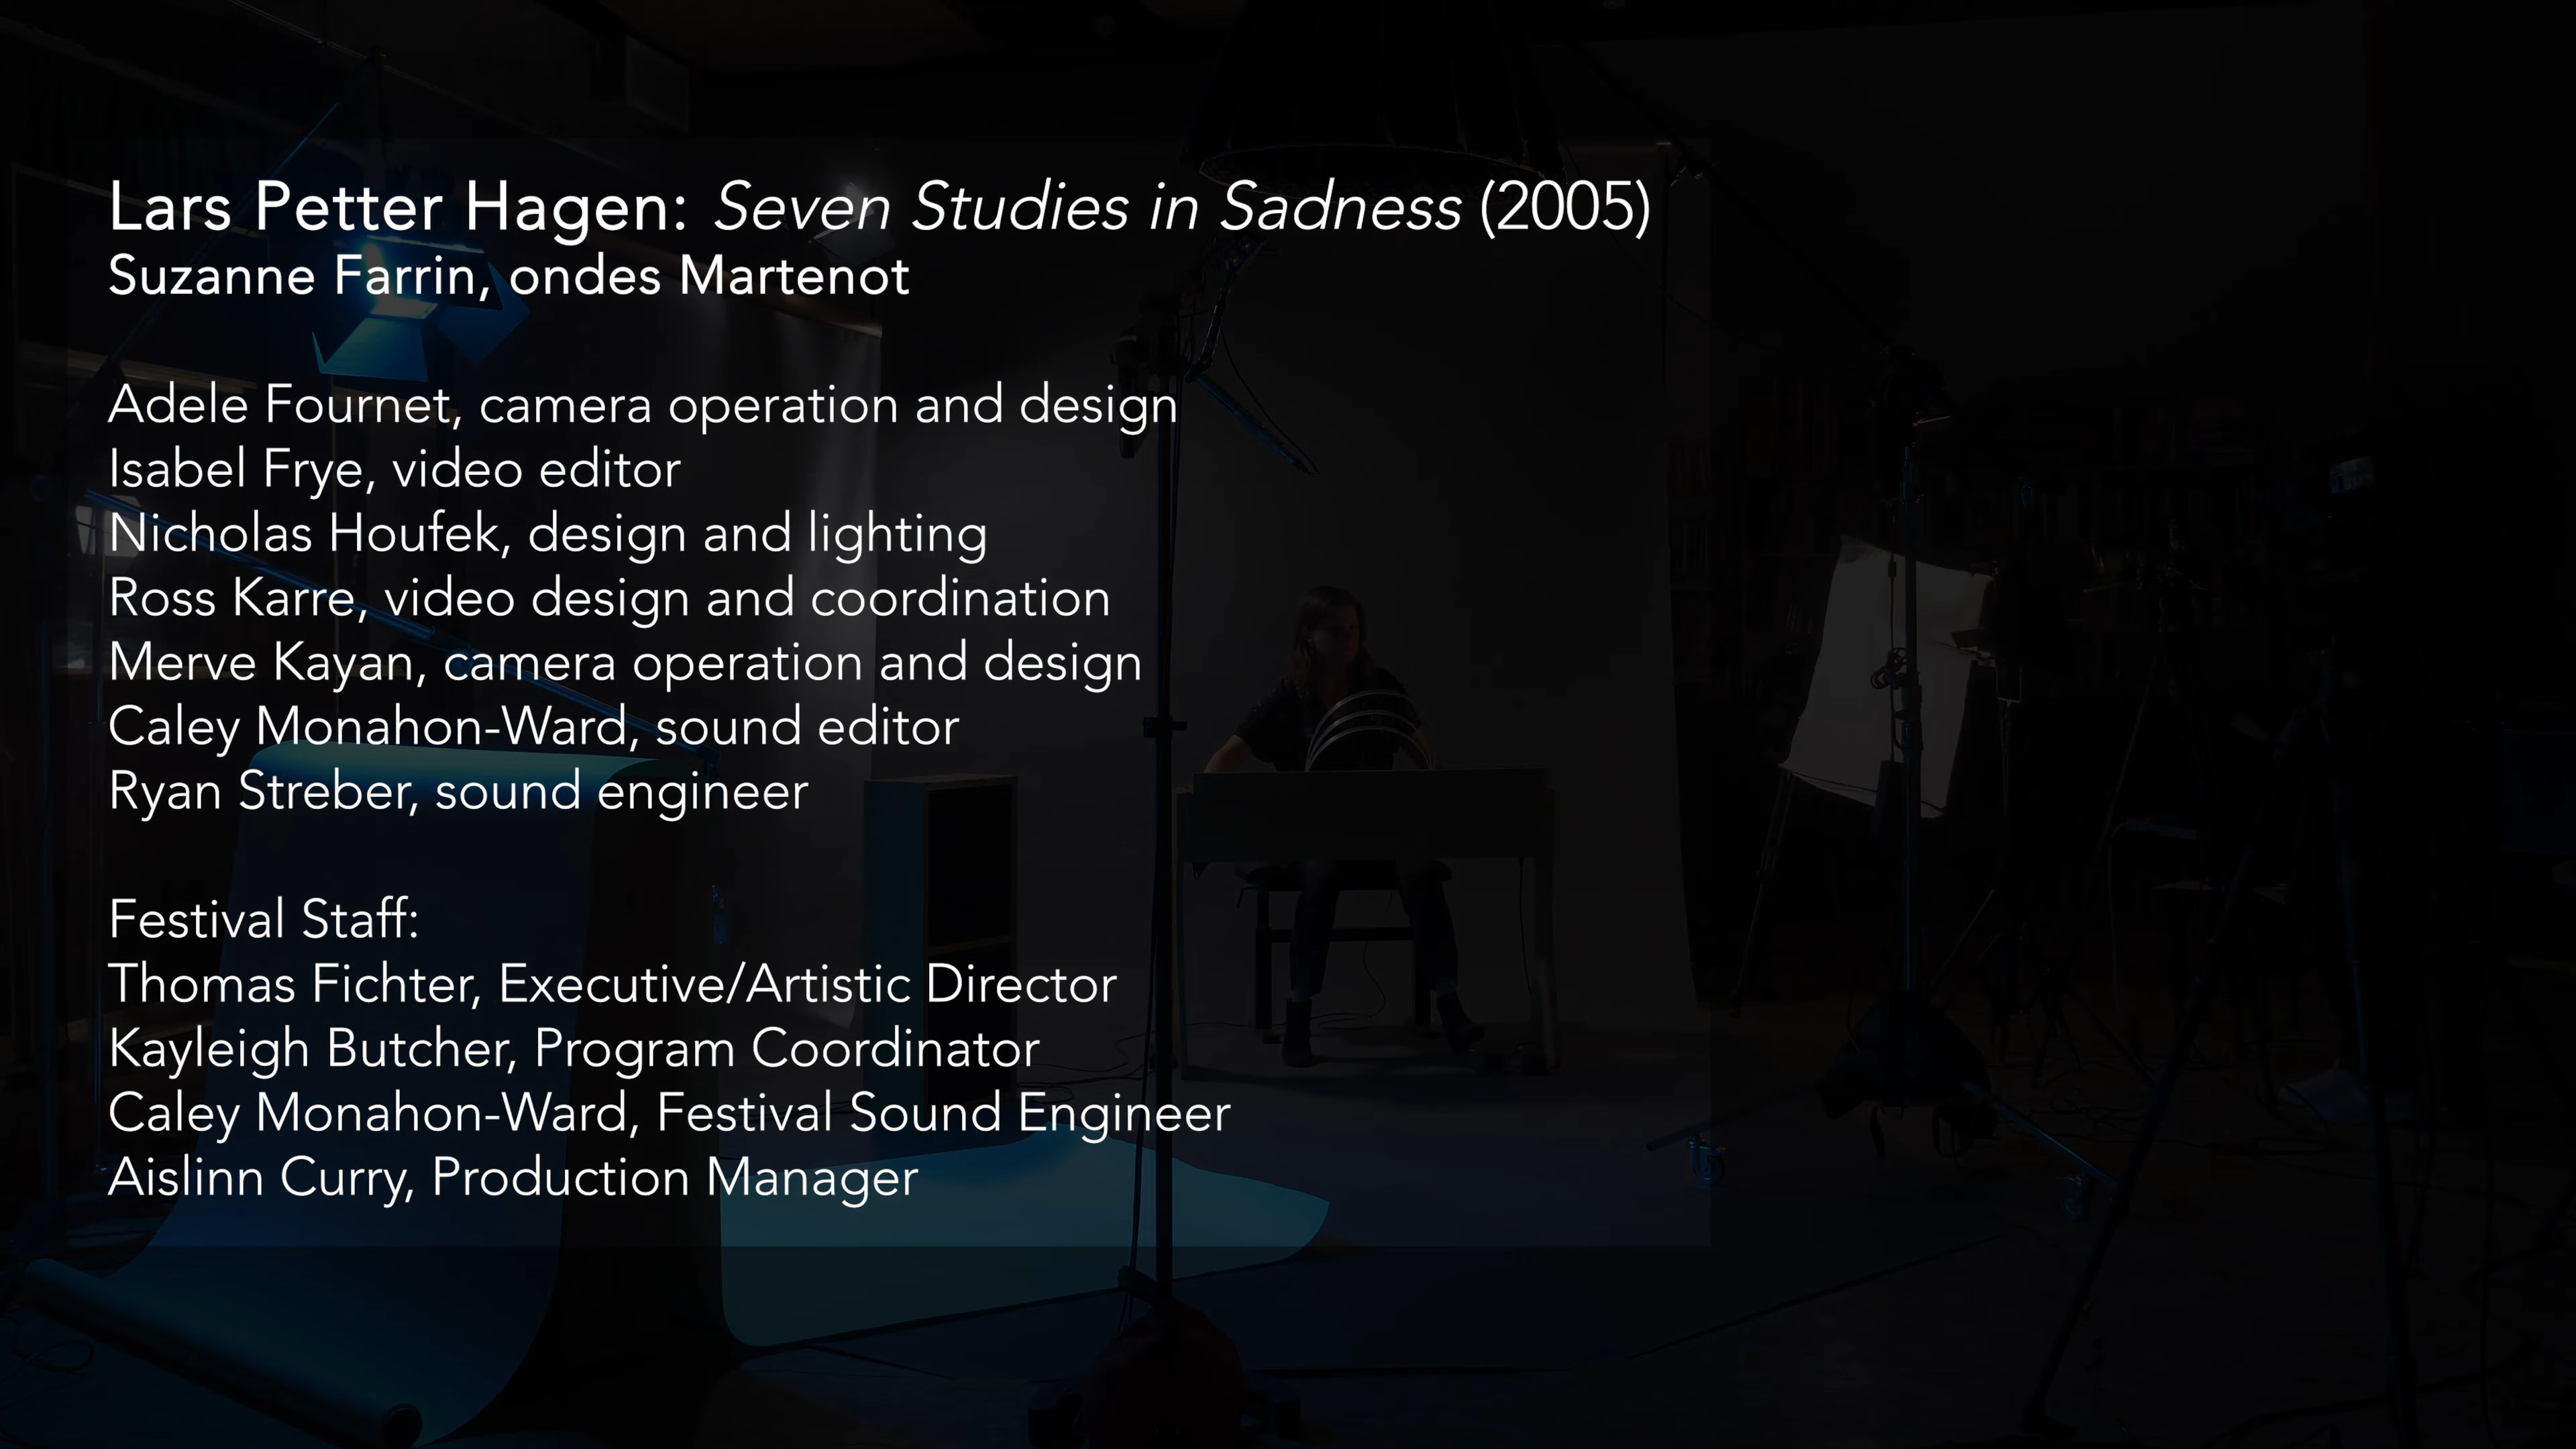 Lars Petter Hagen: Seven Studies in Sadness (2005)
Suzanne Farrin, ondes Martenot
Adele Fournet, camera operation and design
Isabel Frye, video editor
Nicholas Houfek, design and lighting
Ross Karre, video design and coordination
Merve Kayan, camera operation and design
Caley Monahon-Ward, sound editor
Ryan Streber, sound engineer
Festival Staff:
Thomas Fichter, Executive/Artistic Director
Kayleigh Butcher, Program Coordinator
Caley Monahon-Ward, Festival Sound Engineer
Aislinn Curry, Production Manager